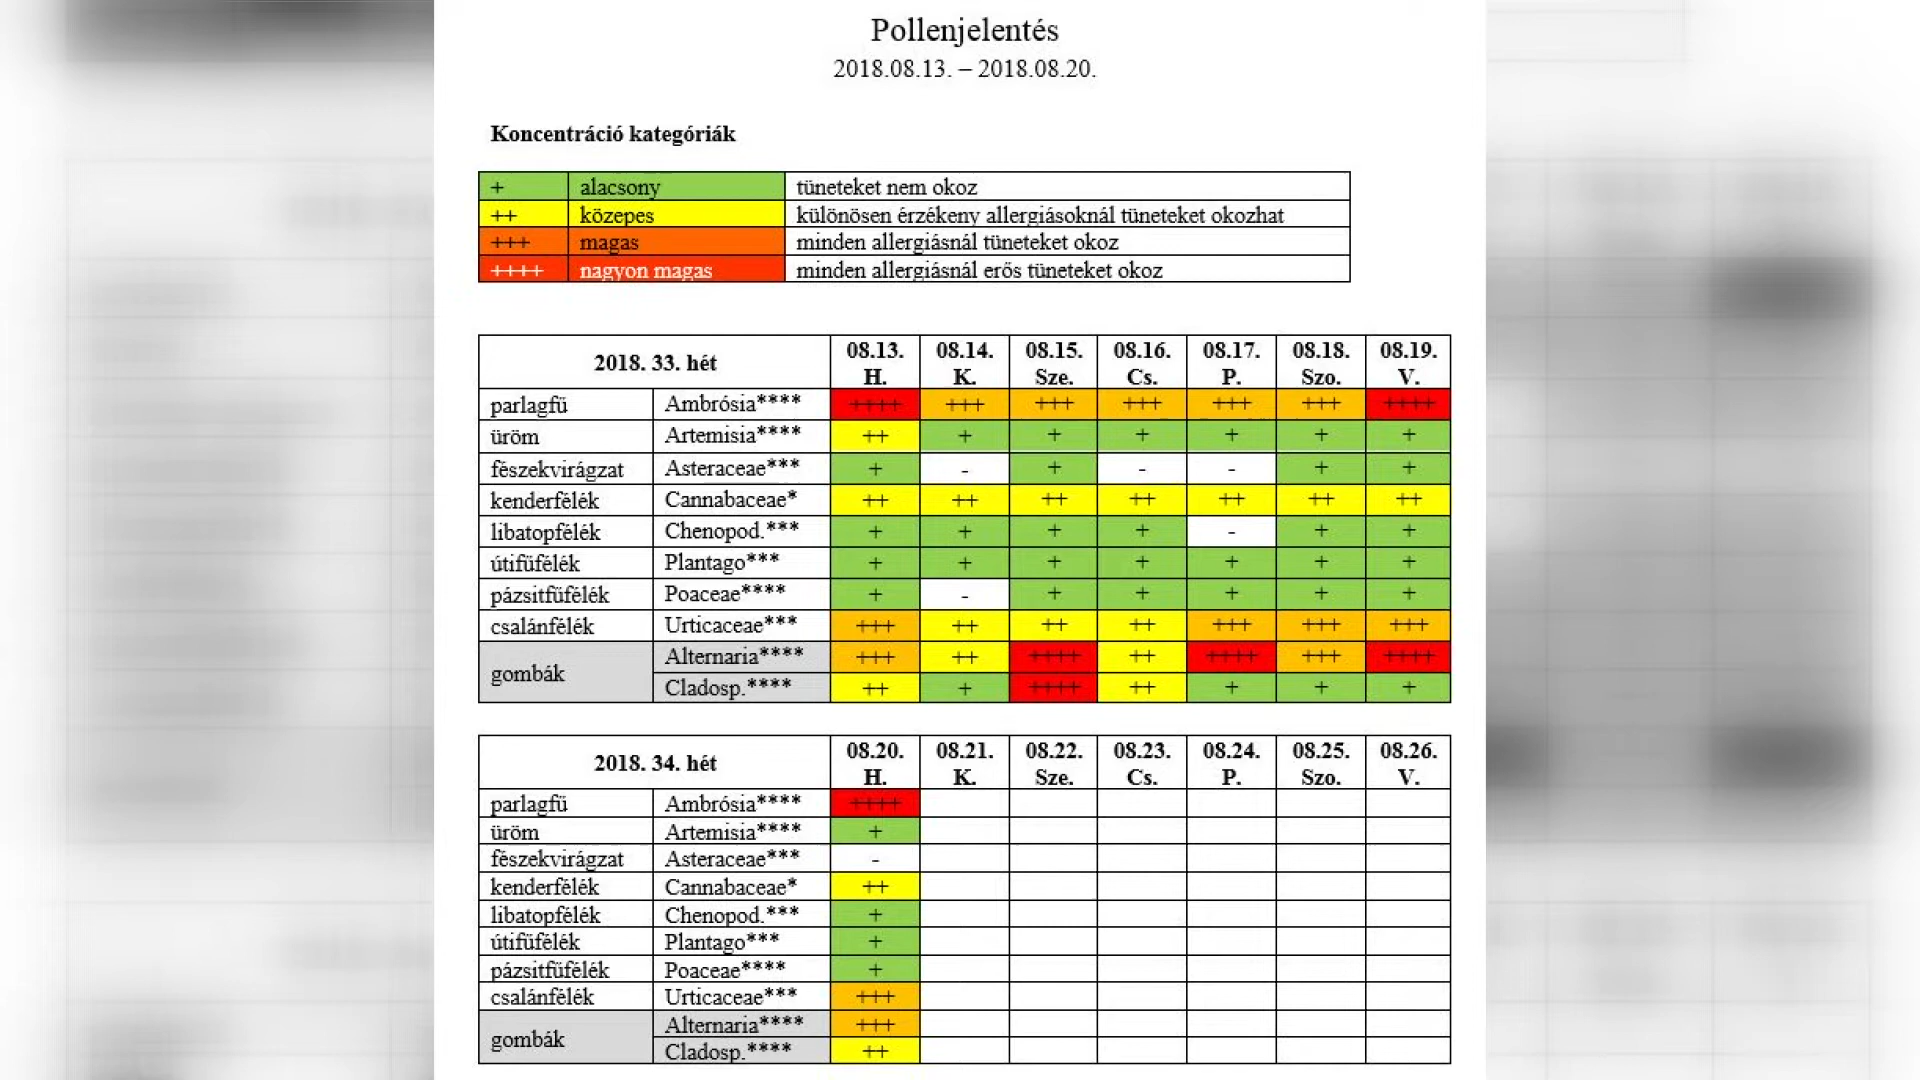 Pollenjelentés
2018.08.13. – 2018.08.20.
Koncentráció kategóriák
+ alacsony tüneteket nem okoz
++ közepes különösen érzékeny allergiásoknál tüneteket okozhat
+++ magas minden allergiásnál tüneteket okoz
++++ nagyon magas minden allergiásnál erős tüneteket okoz
2018. 33. hét 08.13. H. 08.14. K. 08.15. Sze. 08.16. Cs. 08.17. P. 08.18. Szo. 08.19. V.
parlagfű Ambrósia**** ++++ +++ +++ +++ +++ +++ ++++
üröm Artemisia**** ++ + + + + + +
fészekvirágzat Asteraceae*** + - + - - + +
kenderfélék Cannabaceae* ++ ++ ++ ++ ++ ++ ++
libatopfélék Chenopod.*** + + + + - + +
útifűfélék Plantago*** + + + + + + +
pázsitfűfélék Poaceae**** + - + + + + +
csalánfélék Urticaceae*** +++ ++ ++ ++ +++ +++ +++
gombák Alternaria**** +++ ++ ++++ ++ ++++ +++ ++++
Cladosp.**** ++ + ++++ ++ + + +
2018. 34. hét 08.20. H. 08.21. K. 08.22. Sze. 08.23. Cs. 08.24. P. 08.25. Szo. 08.26. V.
parlagfű Ambrósia**** ++++
üröm Artemisia**** +
fészekvirágzat Asteraceae*** -
kenderfélék Cannabaceae* ++
libatopfélék Chenopod.*** +
útifűfélék Plantago*** +
pázsitfűfélék Poaceae**** +
csalánfélék Urticaceae*** +++
gombák Alternaria**** +++
Cladosp.**** ++